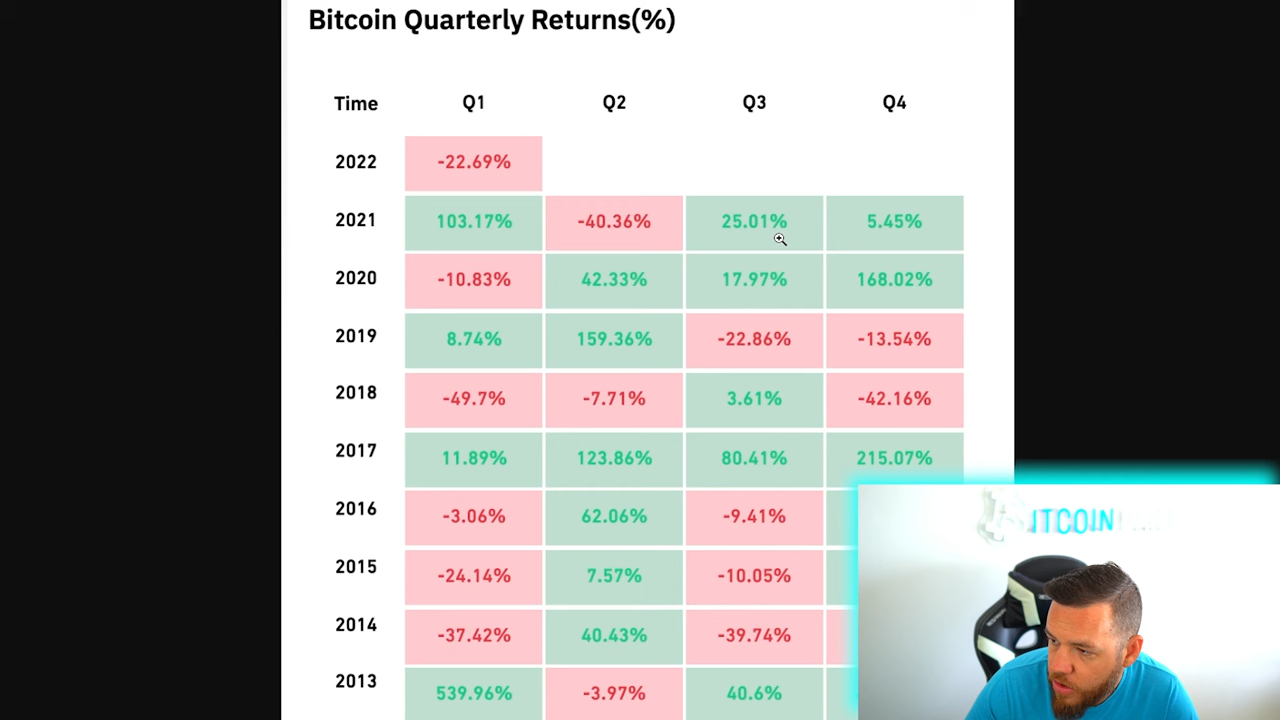 Bitcoin Quarterly Returns(%)
Time Q1 Q2 Q3 Q4
2022 -22.69%
2021 103.17% -40.36% 25.01% 5.45%
2020 -10.83% 42.33% 17.97% 168.02%
2019 8.74% 159.36% -22.86% -13.54%
2018 -49.7% -7.71% 3.61% -42.16%
2017 11.89% 123.86% 80.41% 215.07%
2016 -3.06% 62.06% -9.41%
2015 -24.14% 7.57% -10.05%
2014 -37.42% 40.43% -39.74%
2013 539.96% -3.97% 40.6%
ITCOIN